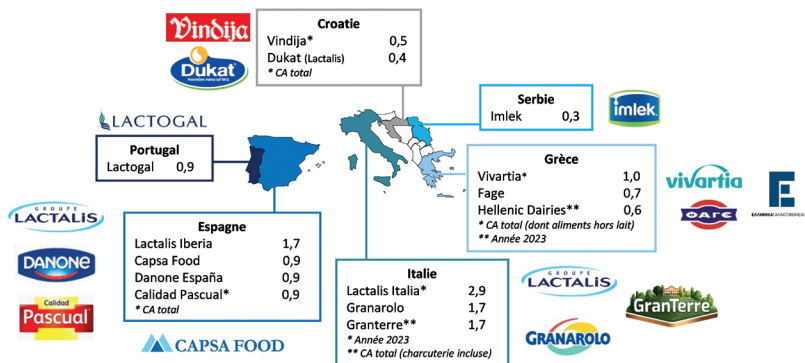 Vindija
Dukat
Croatie
Vindija* 0,5
Dukat (Lactalis) 0,4
* CA total
Serbie
Imlek 0,3
imlek
LACTOGAL
Portugal
Lactogal 0,9
Grèce
Vivartia* 1,0
Fage 0,7
Hellenic Dairies** 0,6
* CA total (dont aliments hors lait)
** Année 2023
vivartia
ΦΑΓΕ
ΕΛΛΗΝΙΚΑ ΓΑΛΑΚΤΟΚΟΜΕΙΑ
GROUPE
LACTALIS
DANONE
Calidad
Pascual
Espagne
Lactalis Iberia 1,7
Capsa Food 0,9
Danone España 0,9
Calidad Pascual* 0,9
* CA total
CAPSA FOOD
Italie
Lactalis Italia* 2,9
Granarolo 1,7
Granterre** 1,7
* Année 2023
** CA total (charcuterie incluse)
GROUPE
LACTALIS
GRANTERRE
GRANAROLO